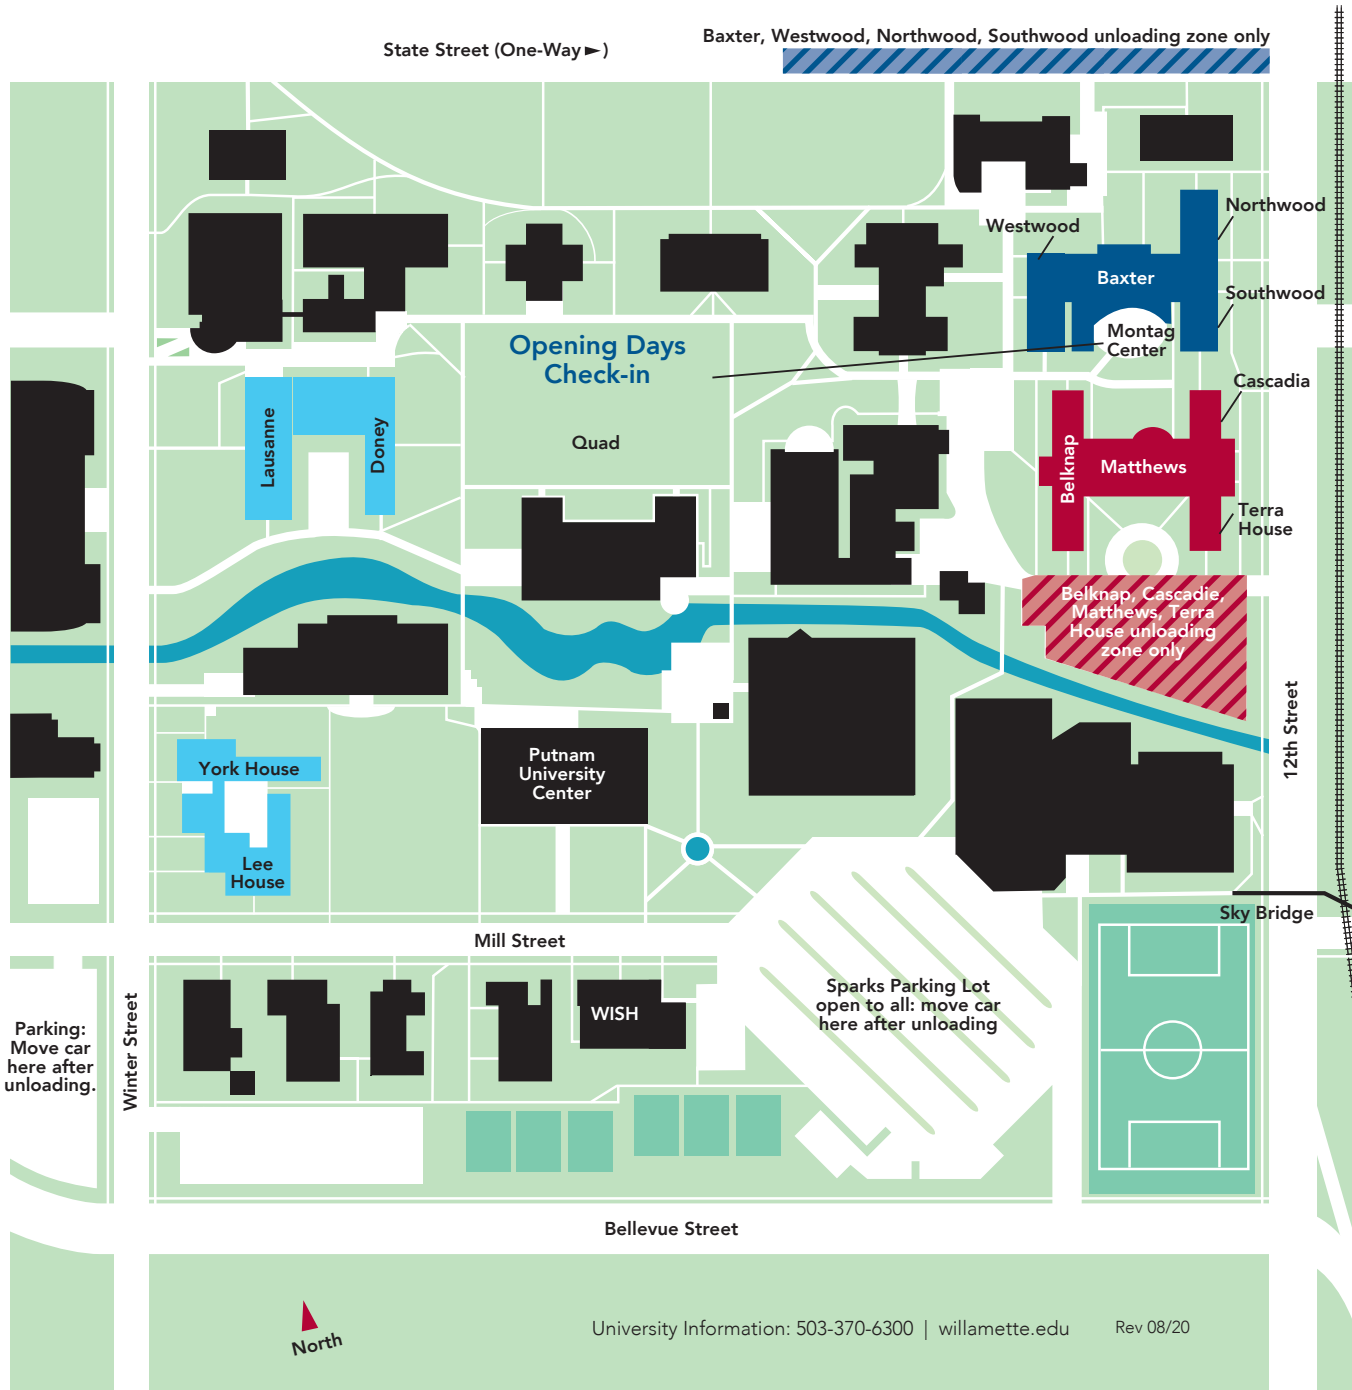 State Street (One-Way►)
Baxter, Westwood, Northwood, Southwood unloading zone only
Northwood
Westwood
Baxter
Southwood
Montag
Center
Opening Days
Check-in
Cascadia
Quad
Lausanne
Doney
Belknap
Matthews
Terra
House
Belknap, Cascadie,
Matthews, Terra
House unloading
zone only
12th Street
York House
Putnam
University
Center
Lee
House
Sky Bridge
Mill Street
Sparks Parking Lot
open to all: move car
here after unloading
WISH
Parking:
Move car
here after
unloading.
Winter Street
Bellevue Street
North
University Information: 503-370-6300 | willamette.edu
Rev 08/20